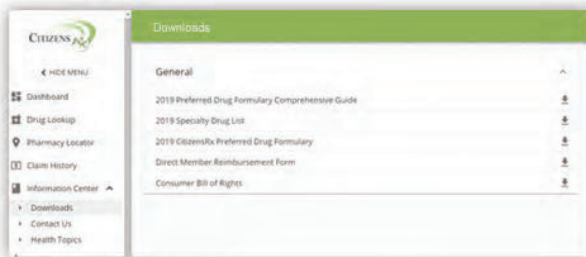 CITIZENS Rx
HIDE MENU
Dashboard
Drug Lookup
Pharmacy Locator
Claim History
Information Center
Downloads
Contact Us
Health Topics
Downloads
General
2019 Preferred Drug Formulary Comprehensive Guide
2019 Specialty Drug List
2019 CitizensRx Preferred Drug Formulary
Direct Member Reimbursement Form
Consumer Bill of Rights